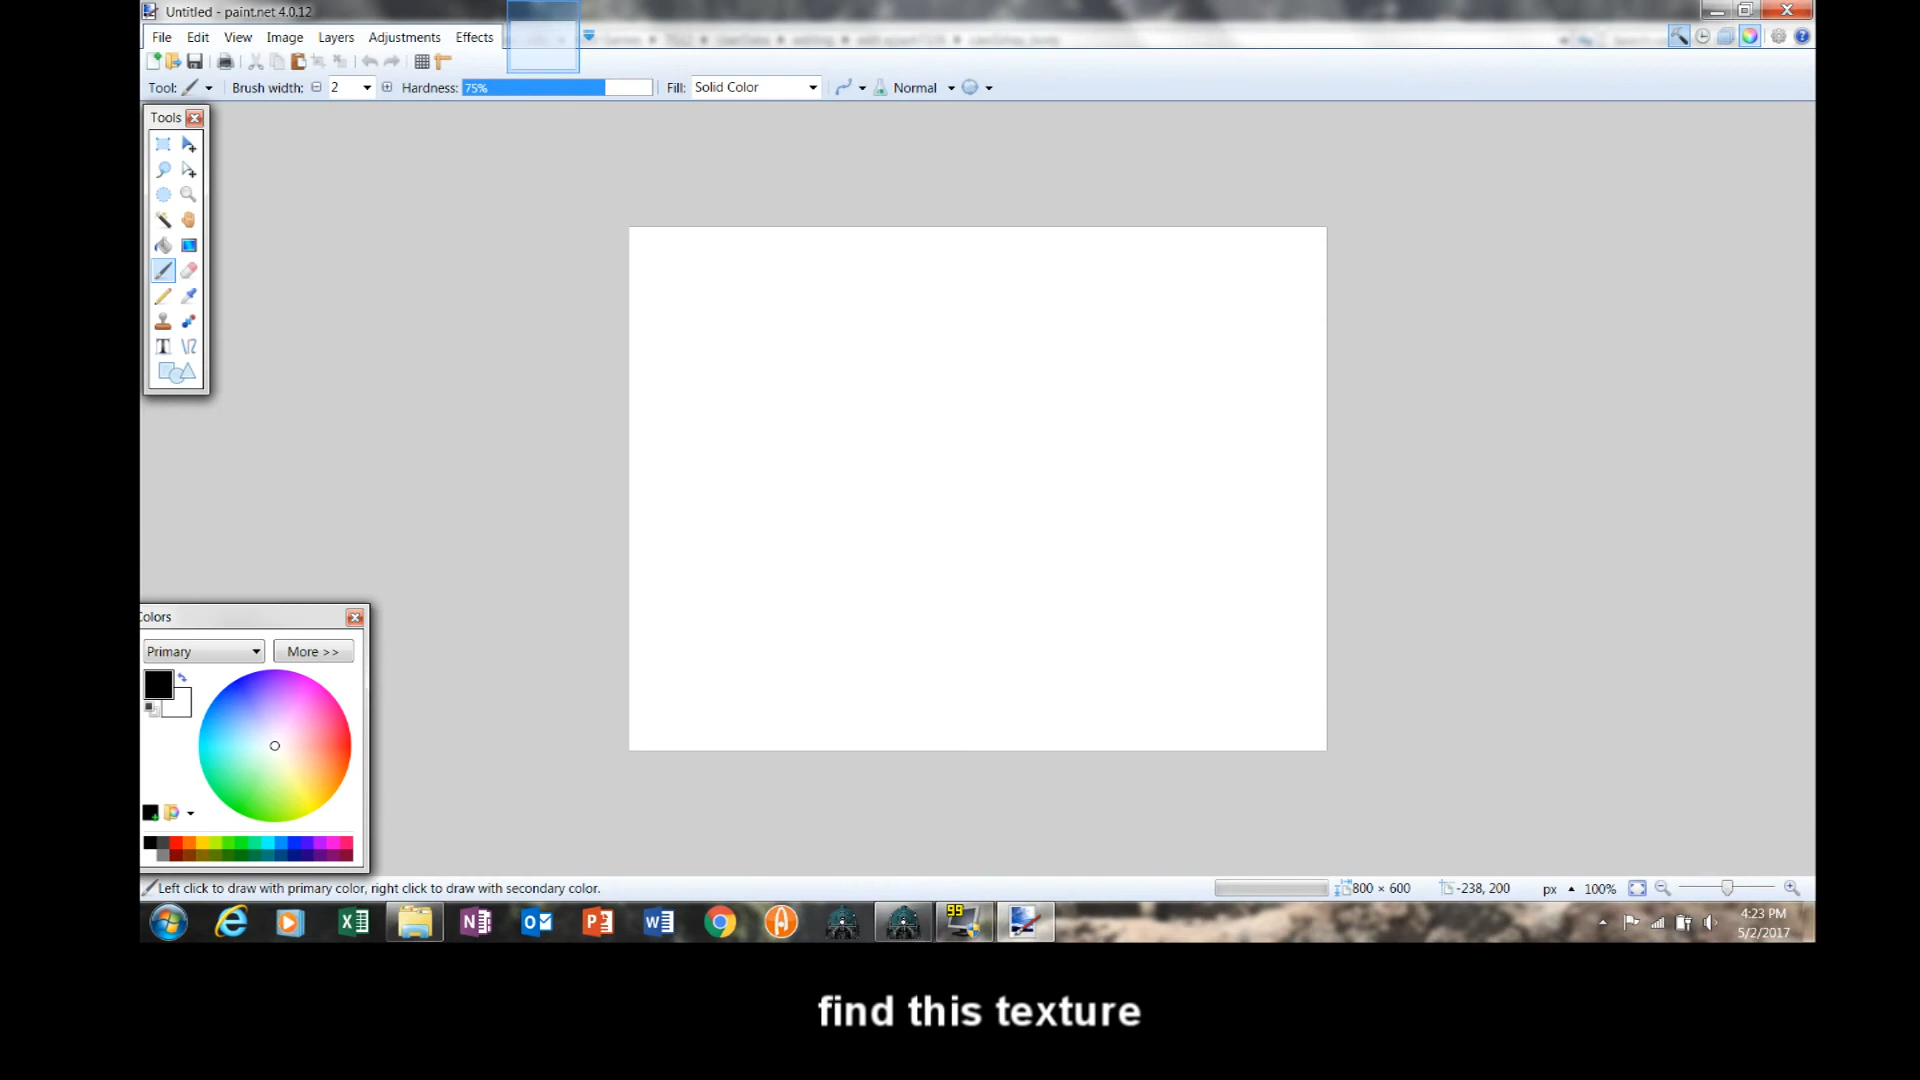 Untitled - paint.net 4.0.12
File Edit View Image Layers Adjustments Effects
Tool: Brush width: 2 Hardness: 75% Fill: Solid Color Normal
Tools
Colors
Primary More >>
Left click to draw with primary color, right click to draw with secondary color. 800 × 600 -238, 200 px 100%
99
4:23 PM
5/2/2017
find this texture